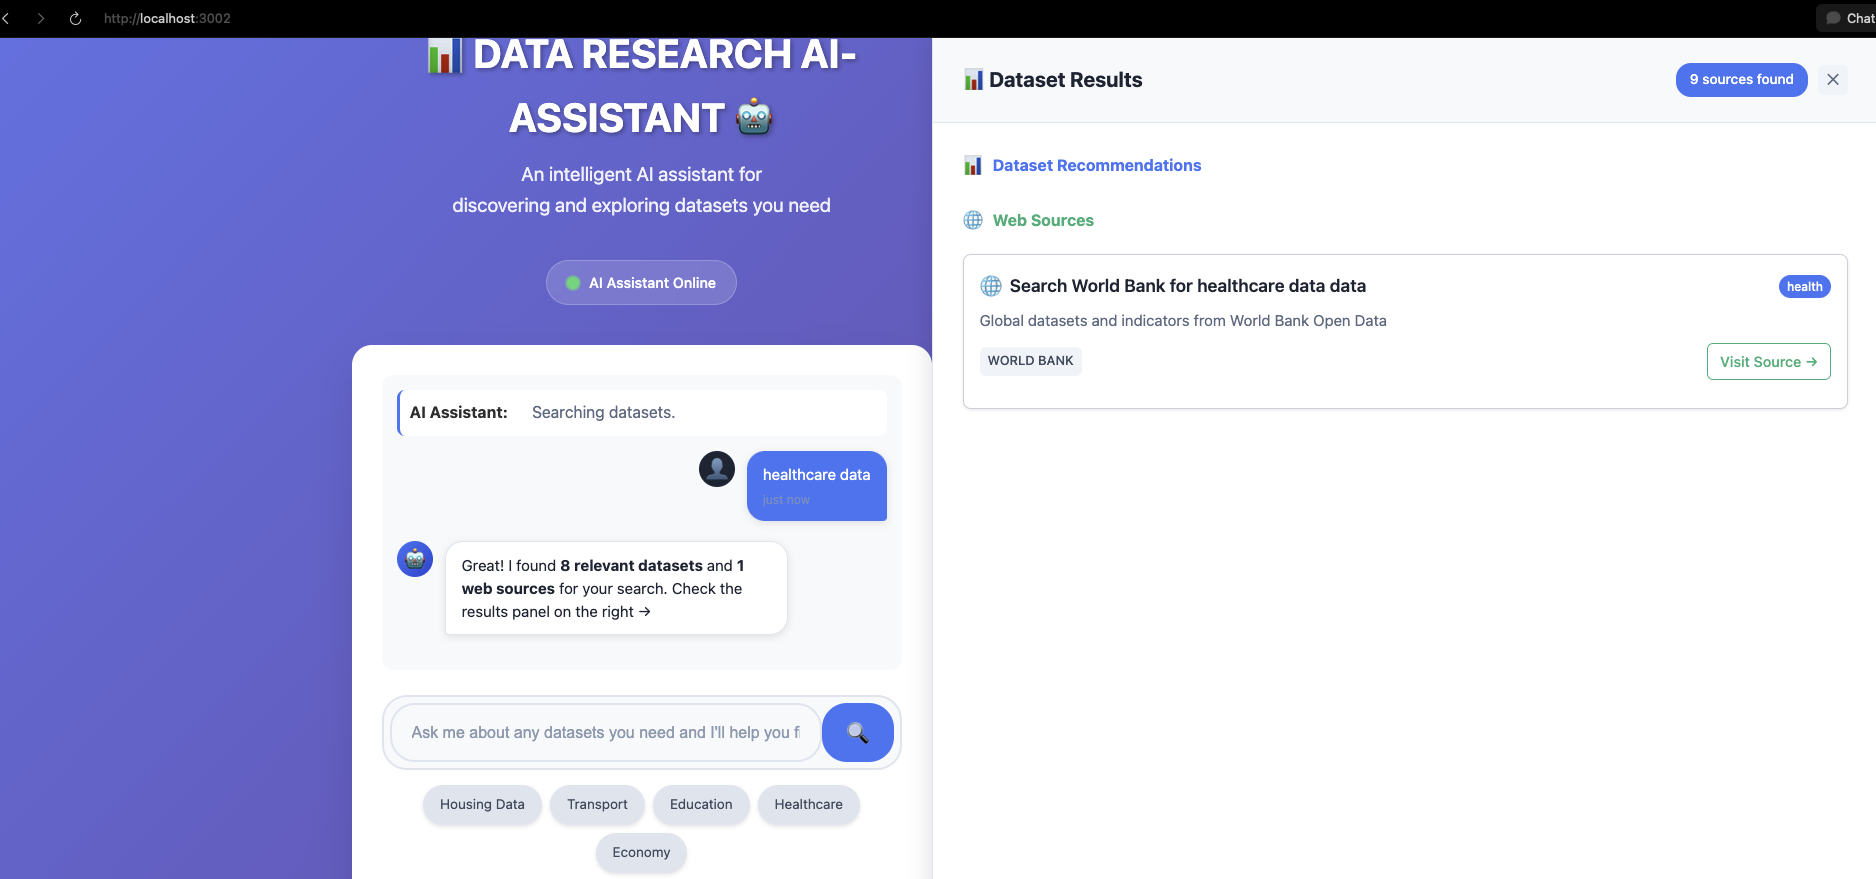 http://localhost:3002
Chat
DATA RESEARCH AI-
ASSISTANT
An intelligent AI assistant for
discovering and exploring datasets you need
AI Assistant Online
AI Assistant: Searching datasets.
healthcare data
just now
Great! I found 8 relevant datasets and 1
web sources for your search. Check the
results panel on the right →
Ask me about any datasets you need and I'll help you f
Housing Data
Transport
Education
Healthcare
Economy
Dataset Results
9 sources found
Dataset Recommendations
Web Sources
Search World Bank for healthcare data data
health
Global datasets and indicators from World Bank Open Data
WORLD BANK
Visit Source →